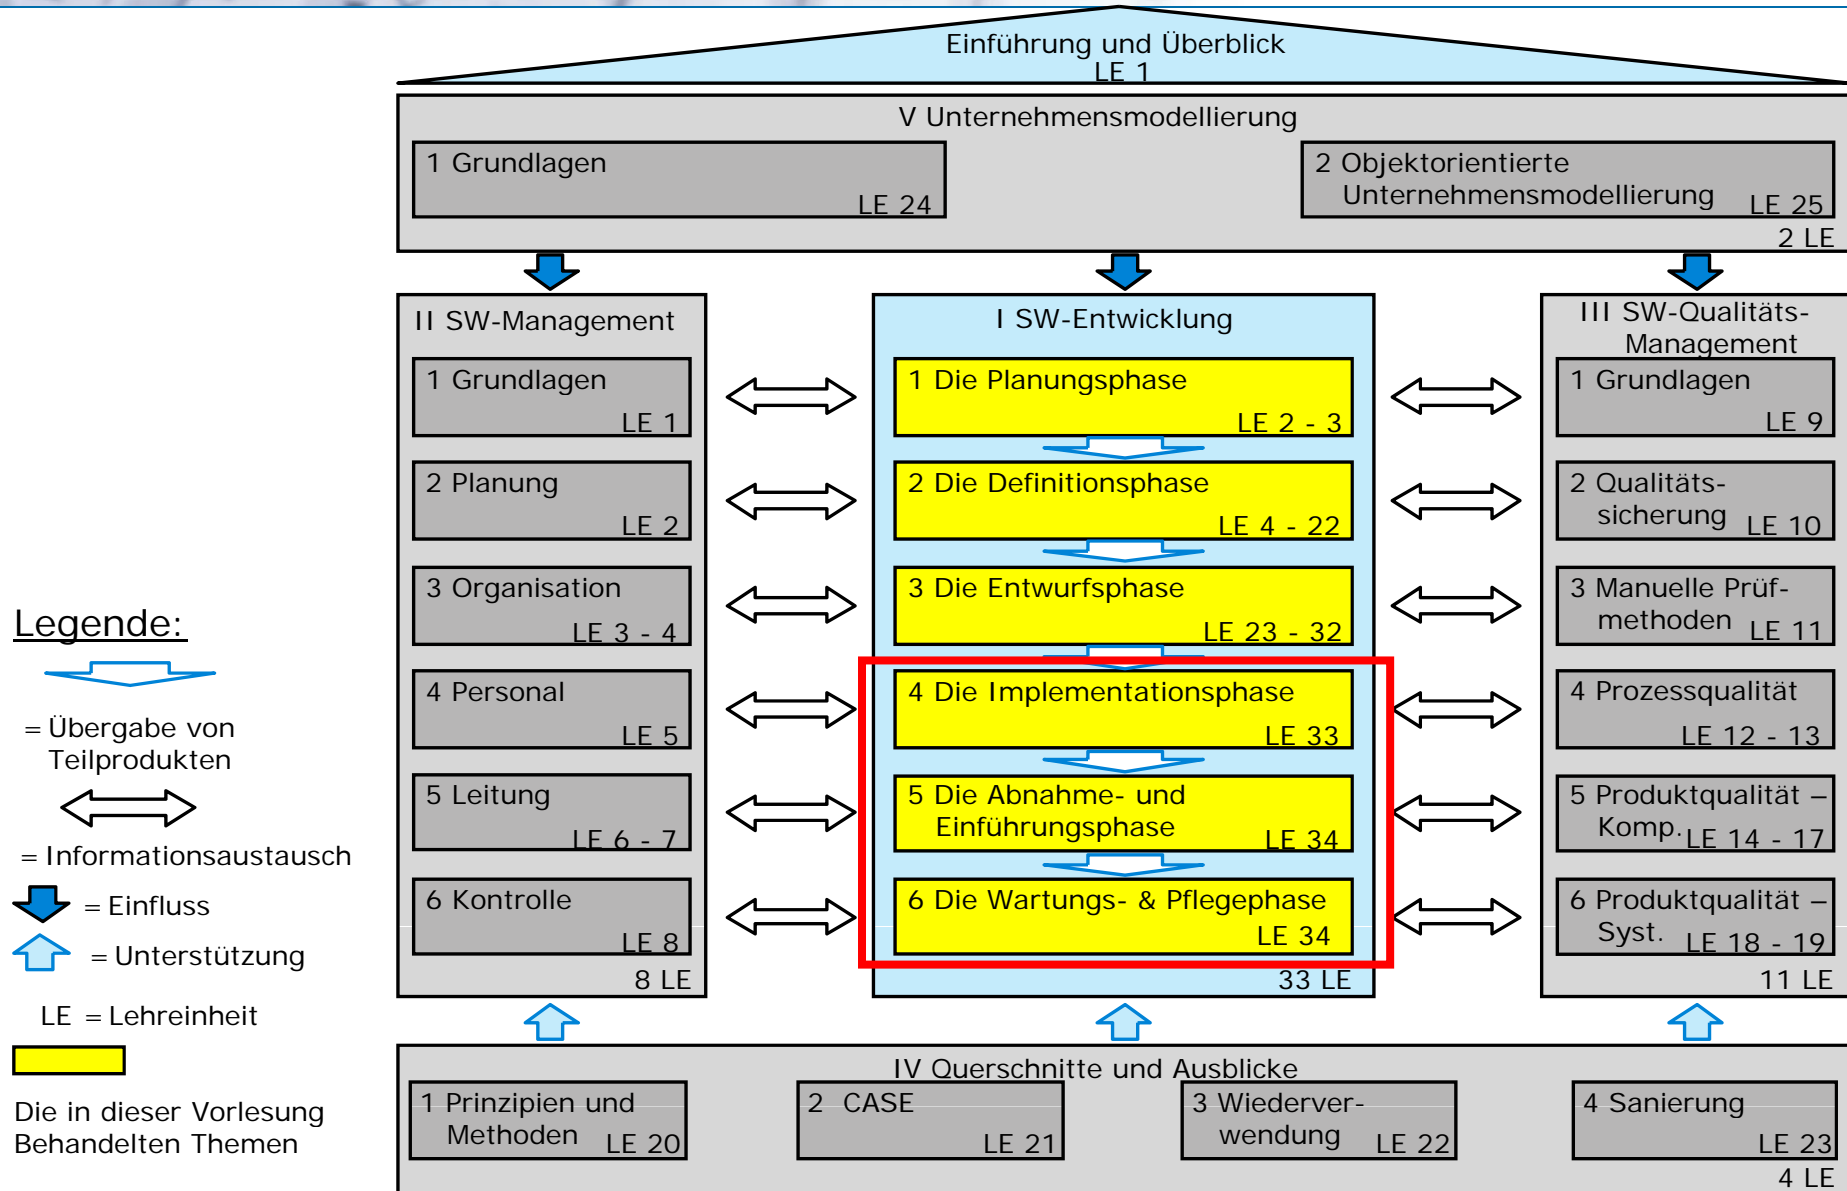 Einführung und Überblick
LE 1
V Unternehmensmodellierung
1 Grundlagen
LE 24
2 Objektorientierte
Unternehmensmodellierung
LE 25
2 LE
II SW-Management
1 Grundlagen
LE 1
2 Planung
LE 2
3 Organisation
LE 3 - 4
4 Personal
LE 5
5 Leitung
LE 6 - 7
6 Kontrolle
LE 8
8 LE
I SW-Entwicklung
1 Die Planungsphase
LE 2 - 3
2 Die Definitionsphase
LE 4 - 22
3 Die Entwurfsphase
LE 23 - 32
4 Die Implementationsphase
LE 33
5 Die Abnahme- und
Einführungsphase
LE 34
6 Die Wartungs- & Pflegephase
LE 34
33 LE
III SW-Qualitäts-
Management
1 Grundlagen
LE 9
2 Qualitäts-
sicherung
LE 10
3 Manuelle Prüf-
methoden
LE 11
4 Prozessqualität
LE 12 - 13
5 Produktqualität –
Komp.
LE 14 - 17
6 Produktqualität –
Syst.
LE 18 - 19
11 LE
IV Querschnitte und Ausblicke
1 Prinzipien und
Methoden
LE 20
2 CASE
LE 21
3 Wiederver-
wendung
LE 22
4 Sanierung
LE 23
4 LE
Legende:
= Übergabe von
Teilprodukten
= Informationsaustausch
= Einfluss
= Unterstützung
LE = Lehreinheit
Die in dieser Vorlesung
Behandelten Themen